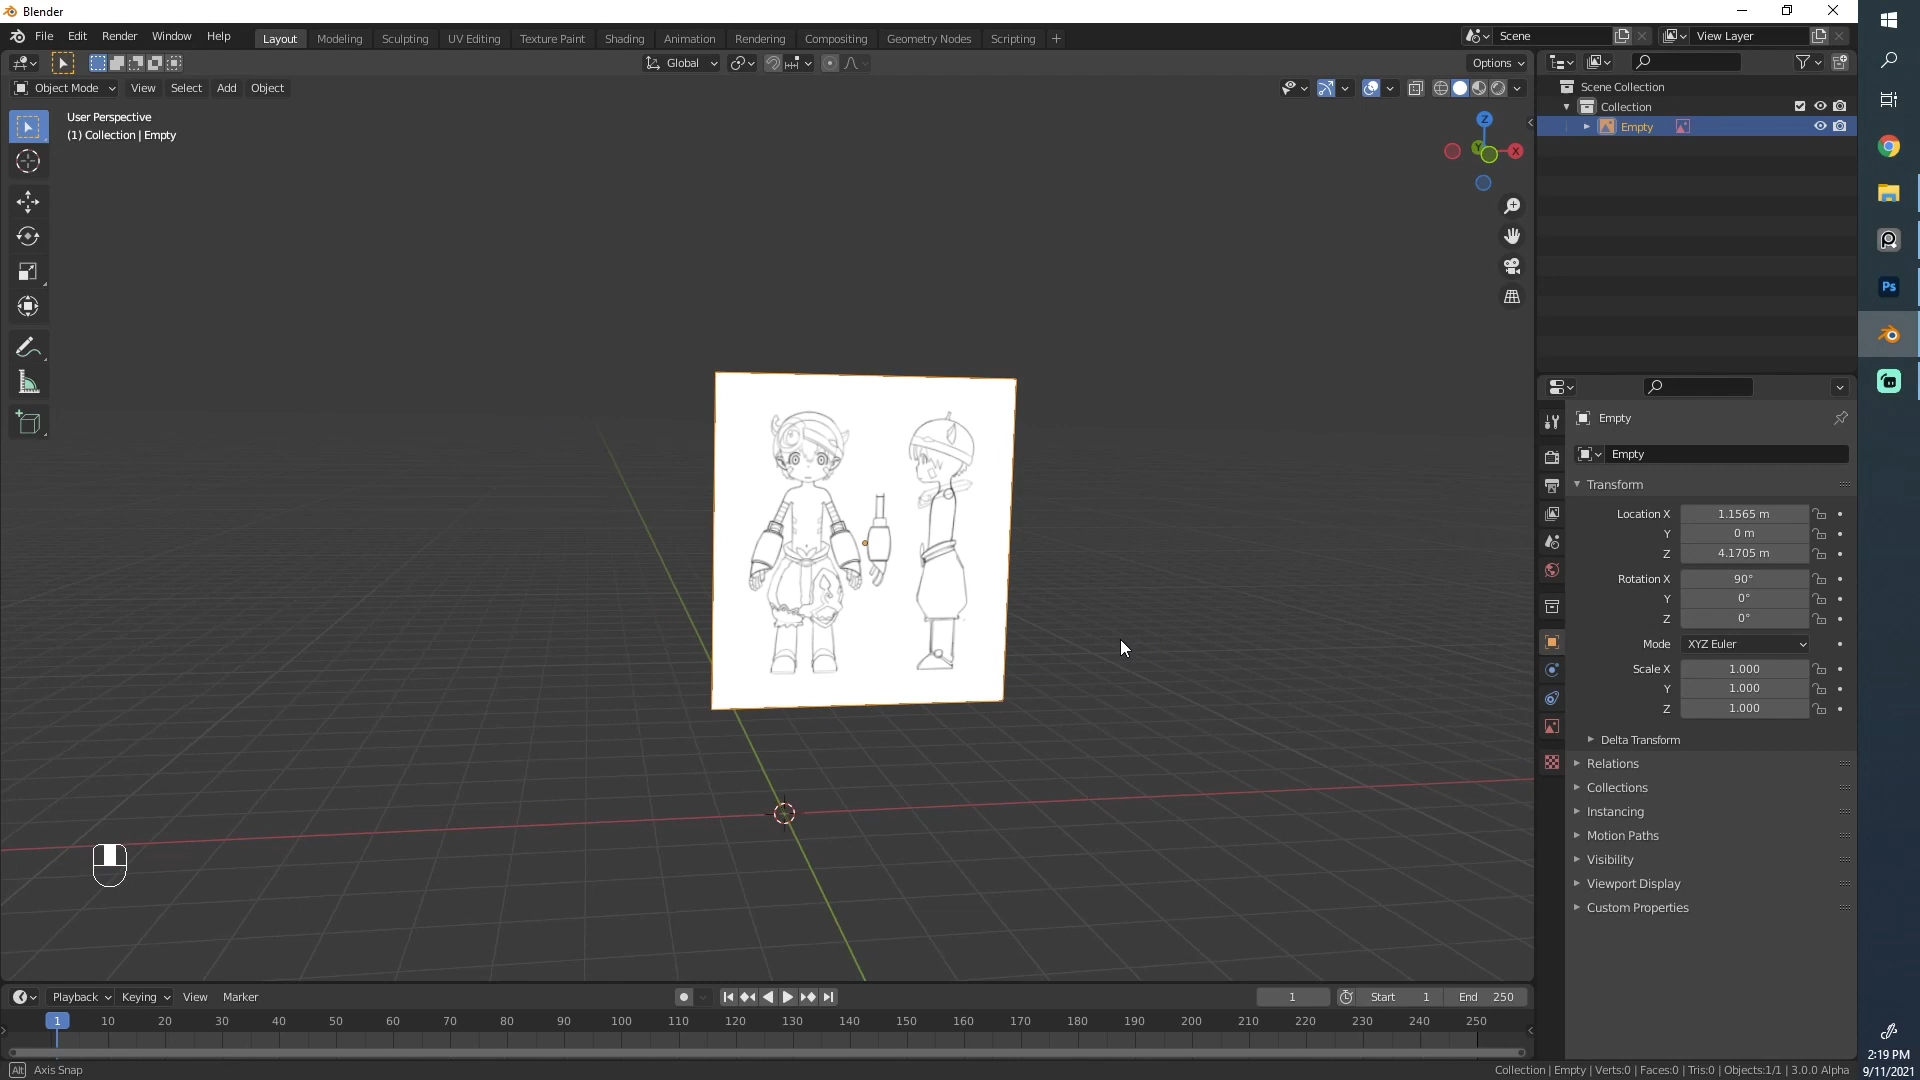 Blender
File Edit Render Window Help
Layout Modeling Sculpting UV Editing Texture Paint Shading Animation Rendering Compositing Geometry Nodes Scripting
Scene
View Layer
Global
Options
Object Mode View Select Add Object
User Perspective
(1) Collection | Empty
Z
Y
X
Scene Collection
Collection
Empty
Ps
Empty
Empty
Transform
Location X 1.1565 m
Y 0 m
Z 4.1705 m
Rotation X 90°
Y 0°
Z 0°
Mode XYZ Euler
Scale X 1.000
Y 1.000
Z 1.000
Delta Transform
Relations
Collections
Instancing
Motion Paths
Visibility
Viewport Display
Custom Properties
Playback Keying View Marker
1 Start 1 End 250
1 10 20 30 40 50 60 70 80 90 100 110 120 130 140 150 160 170 180 190 200 210 220 230 240 250
Alt Axis Snap
Collection | Empty | Verts:0 | Faces:0 | Tris:0 | Objects:1/1 | 3.0.0 Alpha
2:19 PM
9/11/2021